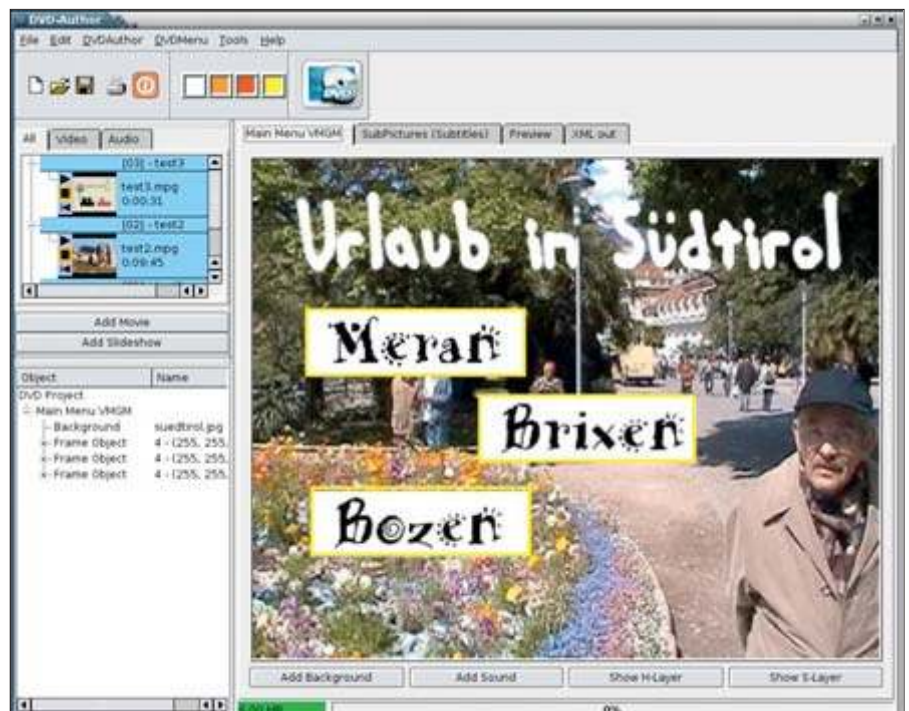 DVD-Author
File Edit DVDAuthor DVDMenu Tools Help
All Video Audio
(03) - test3
test3.mpg
0:00:31
(02) - test2
test2.mpg
0:09:45
Add Movie
Add Slideshow
Object Name
DVD Project
Main Menu VMGM
Background suedtirol.jpg
Frame Object 4 - (255, 255,
Frame Object 4 - (255, 255,
Frame Object 4 - (255, 255,
Main Menu VMGM SubPictures (Subtitles) Preview XML out
Urlaub in Südtirol
Meran
Brixen
Bozen
Add Background Add Sound Show H-Layer Show S-Layer
0%